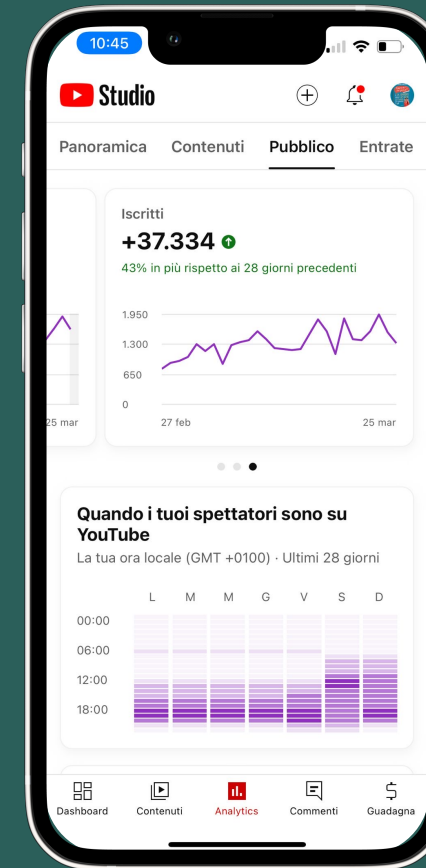 10:45
Studio
Panoramica Contenuti Pubblico Entrate
Iscritti
+37.334
43% in più rispetto ai 28 giorni precedenti
1.950
1.300
650
0
25 mar
27 feb
25 mar
Quando i tuoi spettatori sono su
YouTube
La tua ora locale (GMT +0100) · Ultimi 28 giorni
L M M G V S D
00:00
06:00
12:00
18:00
Dashboard Contenuti Analytics Commenti Guadagna